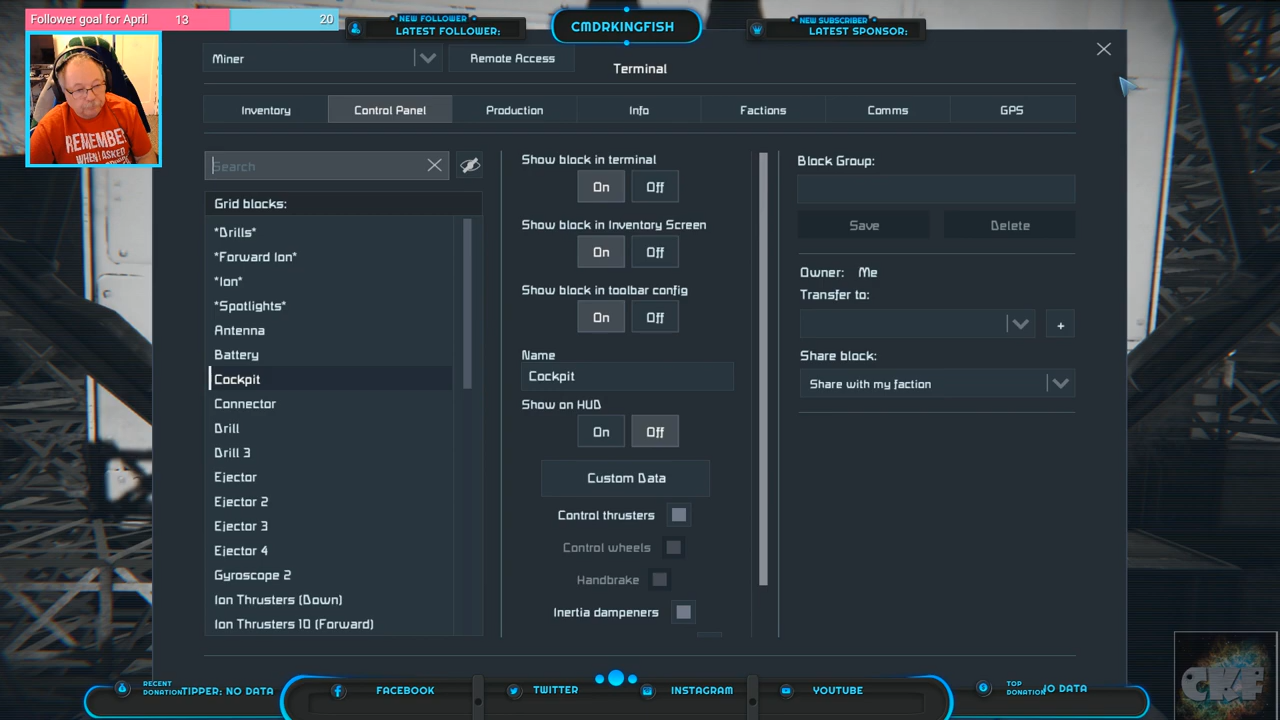 Follower goal for April 13 20
NEW FOLLOWER
LATEST FOLLOWER:
CMDRKINGFISH
NEW SUBSCRIBER
LATEST SPONSOR:
REMEMBER
WHEN I ASKED
Miner
Remote Access
Terminal
Inventory
Control Panel
Production
Info
Factions
Comms
GPS
Search
Grid blocks:
*Drills*
*Forward Ion*
*Ion*
*Spotlights*
Antenna
Battery
Cockpit
Connector
Drill
Drill 3
Ejector
Ejector 2
Ejector 3
Ejector 4
Gyroscope 2
Ion Thrusters (Down)
Ion Thrusters 10 (Forward)
Show block in terminal
On Off
Show block in Inventory Screen
On Off
Show block in toolbar config
On Off
Name
Cockpit
Show on HUD
On Off
Custom Data
Control thrusters
Control wheels
Handbrake
Inertia dampeners
Block Group:
Save
Delete
Owner: Me
Transfer to:
+
Share block:
Share with my faction
RECENT
DONATION
TIPPER: NO DATA
FACEBOOK
TWITTER
INSTAGRAM
YOUTUBE
TOP
DONATION
NO DATA
CKF